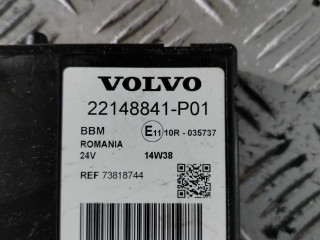 VOLVO
22148841-P01
BBM E11 10R - 035737
ROMANIA
24V 14W38
REF 73818744